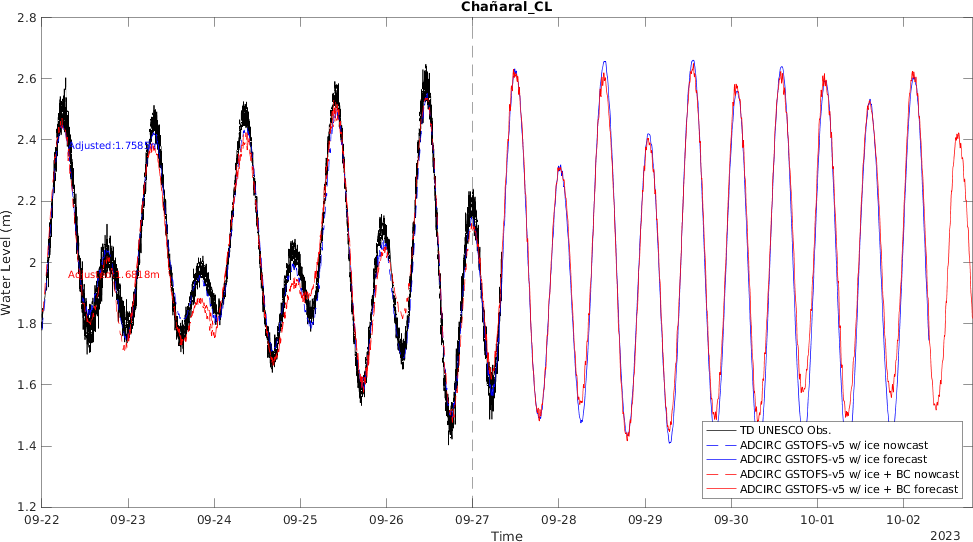 Chañaral_CL
2.8
2.6
2.4
2.2
2
1.8
1.6
1.4
1.2
Water Level (m)
Adjusted:1.758
Adjusted:1.6818m
TD UNESCO Obs.
ADCIRC GSTOFS-v5 w/ ice nowcast
ADCIRC GSTOFS-v5 w/ ice forecast
ADCIRC GSTOFS-v5 w/ ice + BC nowcast
ADCIRC GSTOFS-v5 w/ ice + BC forecast
09-22 09-23 09-24 09-25 09-26 09-27 09-28 09-29 09-30 10-01 10-02
Time
2023